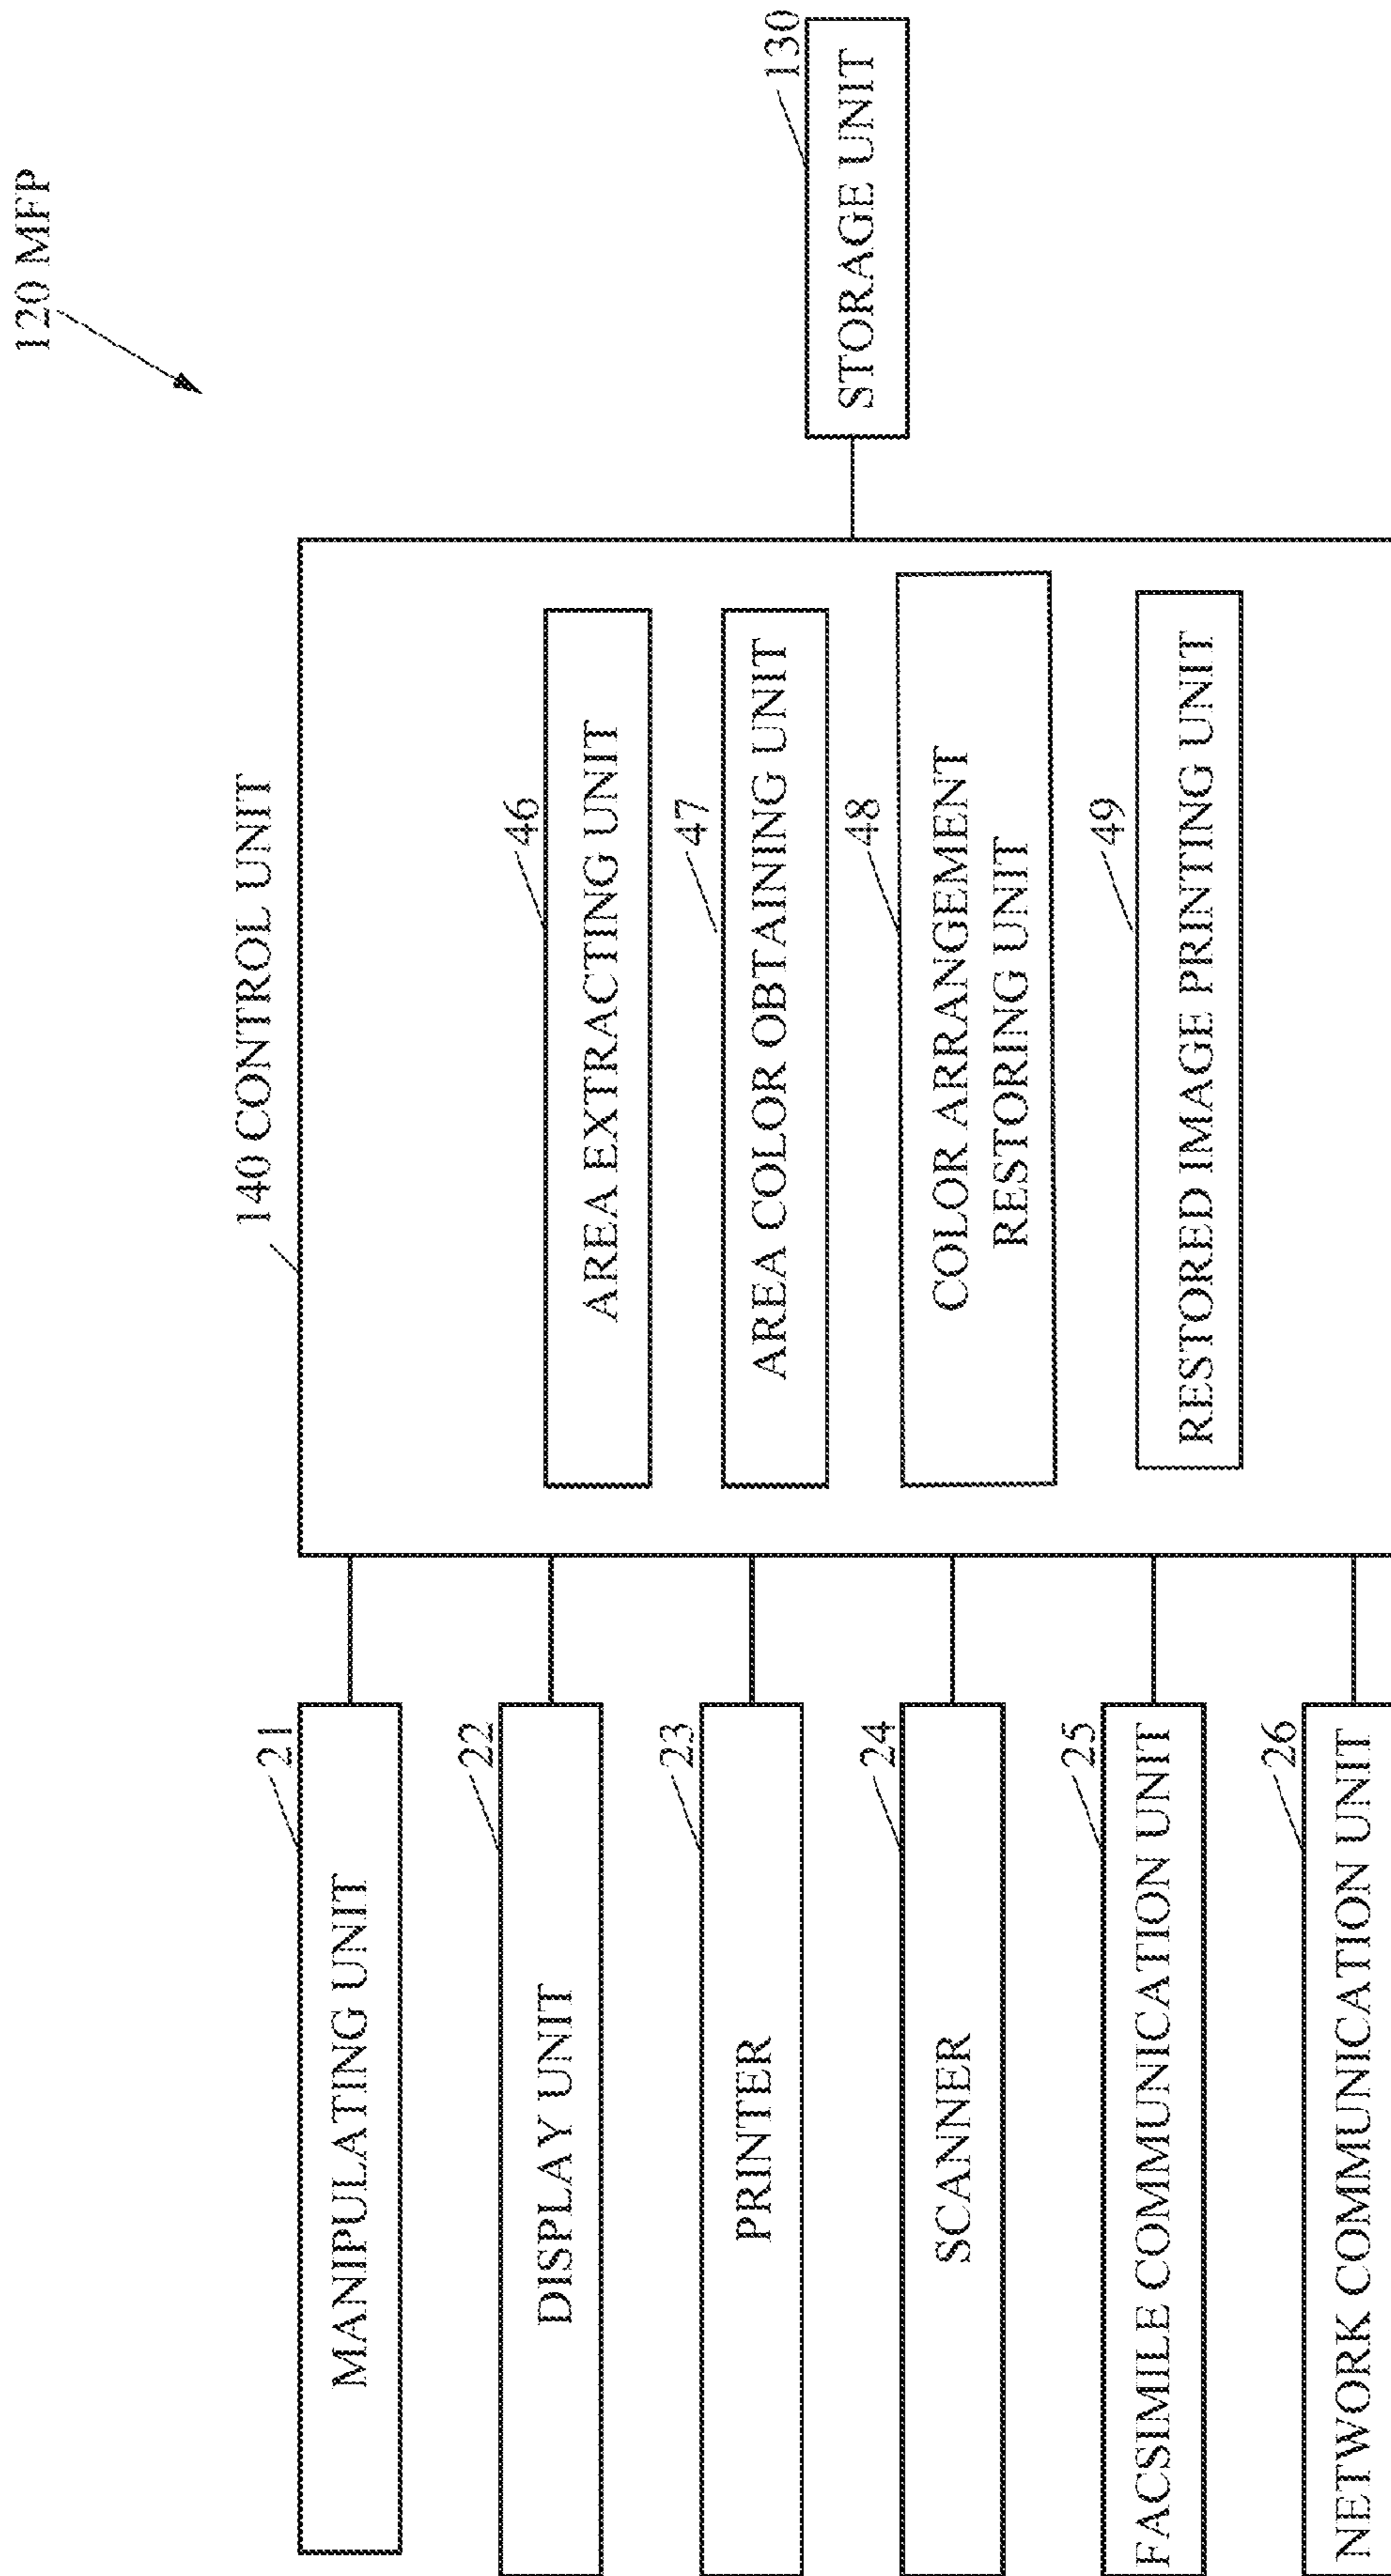 120 MFP
140 CONTROL UNIT
21
MANIPULATING UNIT
22
DISPLAY UNIT
23
PRINTER
24
SCANNER
25
FACSIMILE COMMUNICATION UNIT
26
NETWORK COMMUNICATION UNIT
46
AREA EXTRACTING UNIT
47
AREA COLOR OBTAINING UNIT
48
COLOR ARRANGEMENT
RESTORING UNIT
49
RESTORED IMAGE PRINTING UNIT
130
STORAGE UNIT